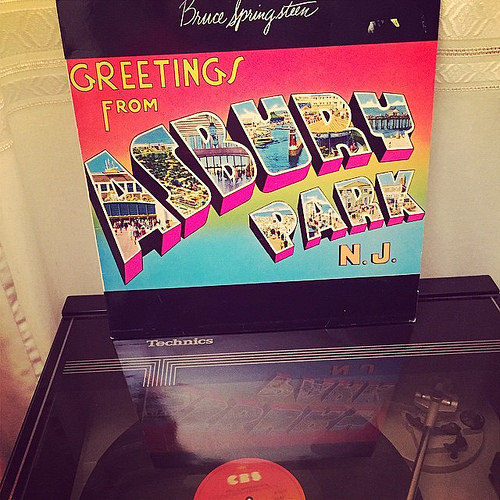 Bruce Springsteen
GREETINGS
FROM
ASBURY
PARK
N.J.
Technics
CBS